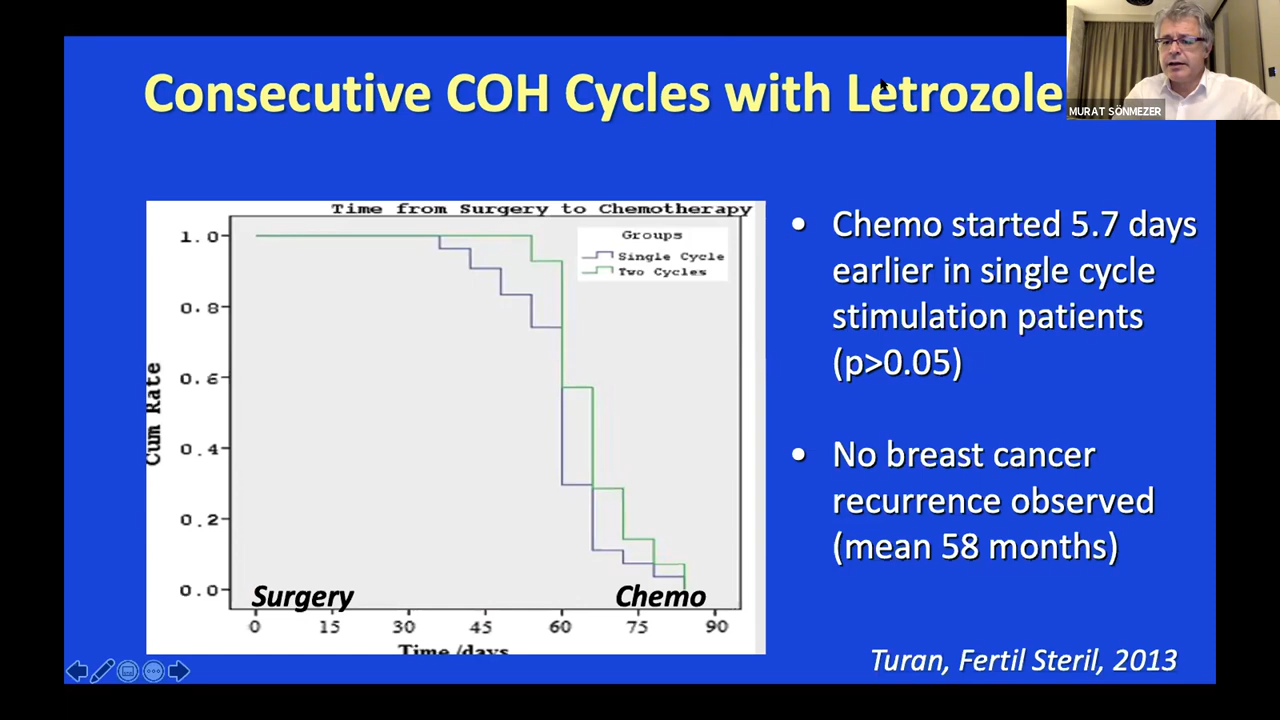 Consecutive COH Cycles with Letrozole
MURAT SÖNMEZER
Time from Surgery to Chemotherapy
Groups
Single Cycle
Two Cycles
1.0
0.8
0.6
0.4
0.2
0.0
Cum Rate
Surgery
Chemo
0 15 30 45 60 75 90
Time /days
• Chemo started 5.7 days
earlier in single cycle
stimulation patients
(p>0.05)
• No breast cancer
recurrence observed
(mean 58 months)
Turan, Fertil Steril, 2013